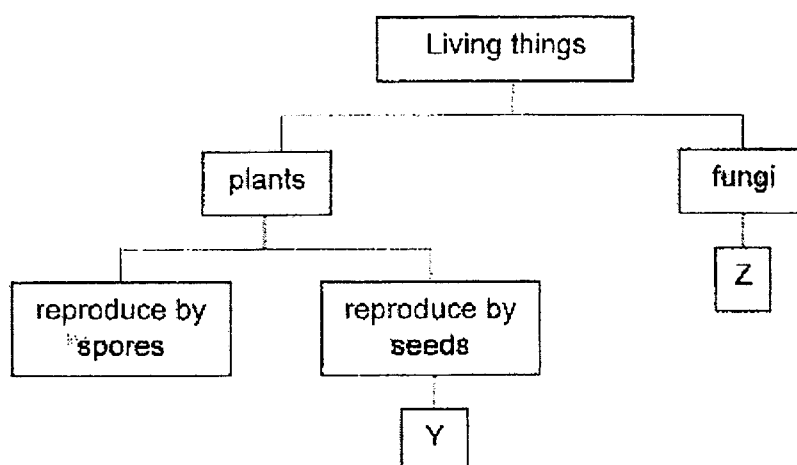 Living things
plants
fungi
reproduce by
spores
reproduce by
seeds
Z
Y